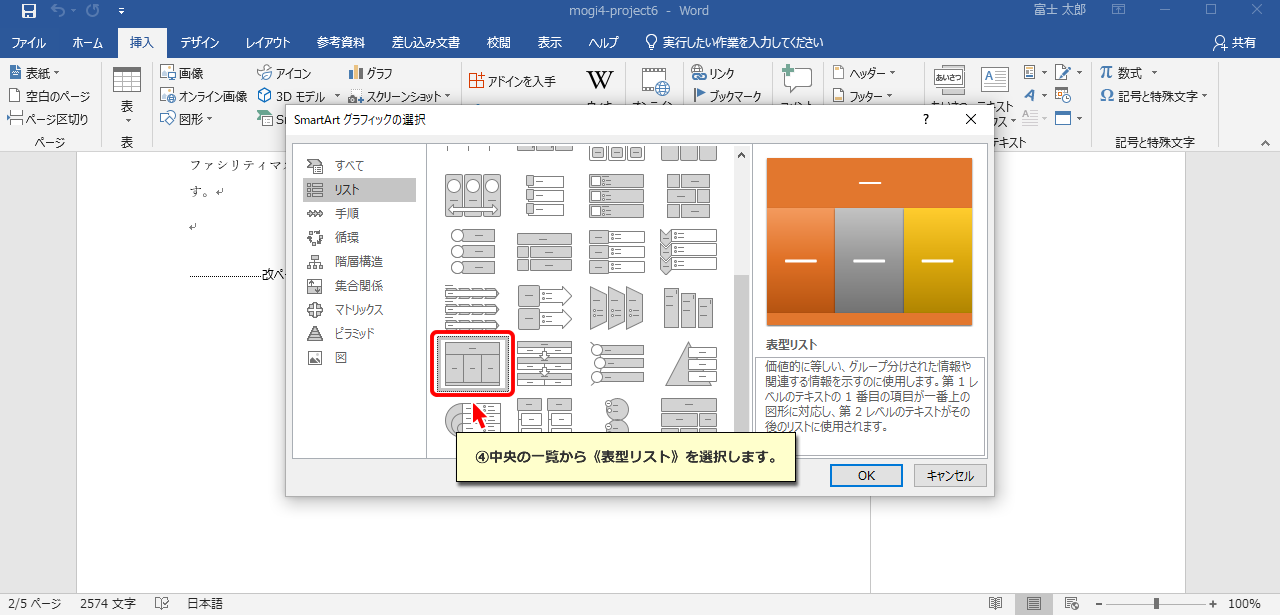 mogi4-project6 - Word
富士 太郎
ファイル ホーム 挿入 デザイン レイアウト 参考資料 差し込み文書 校閲 表示 ヘルプ 実行したい作業を入力してください 共有
表紙
空白のページ
ページ区切り
ページ
表
表
画像
オンライン画像
図形
アイコン
3D モデル
グラフ
スクリーンショット
アドインを入手
W
リンク
ブックマーク
ヘッダー
フッター
あいさつ
A
数式
記号と特殊文字
記号と特殊文字
SmartArt グラフィックの選択
?
すべて
リスト
手順
循環
階層構造
集合関係
マトリックス
ピラミッド
図
表型リスト
価値的に等しい、グループ分けされた情報や
関連する情報を示すのに使用します。第 1 レ
ベルのテキストの 1 番目の項目が一番上の
図形に対応し、第 2 レベルのテキストがその
後のリストに使用されます。
④中央の一覧から《表型リスト》を選択します。
OK
キャンセル
ファシリティマ
す。
改ペ
2/5 ページ 2574 文字 日本語 100%